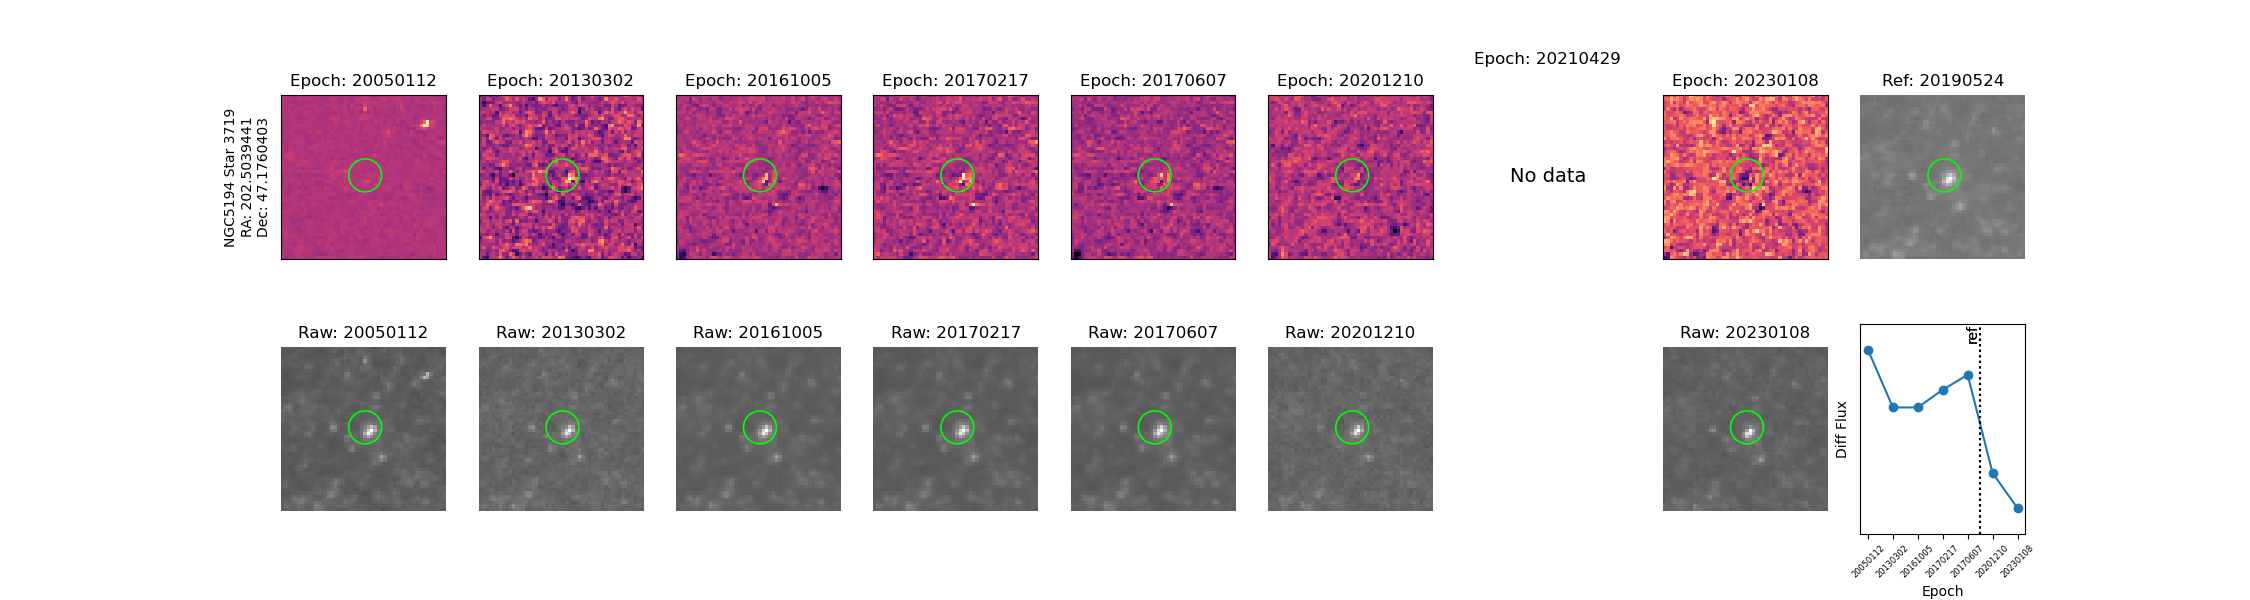 NGC5194 Star 3719
RA: 202.5039441
Dec: 47.1760403
Epoch: 20050112
Epoch: 20130302
Epoch: 20161005
Epoch: 20170217
Epoch: 20170607
Epoch: 20201210
Epoch: 20210429
No data
Epoch: 20230108
Ref: 20190524
Raw: 20050112
Raw: 20130302
Raw: 20161005
Raw: 20170217
Raw: 20170607
Raw: 20201210
Raw: 20230108
Diff Flux
ref
20050112
20130302
20161005
20170217
20170607
20201210
20230108
Epoch